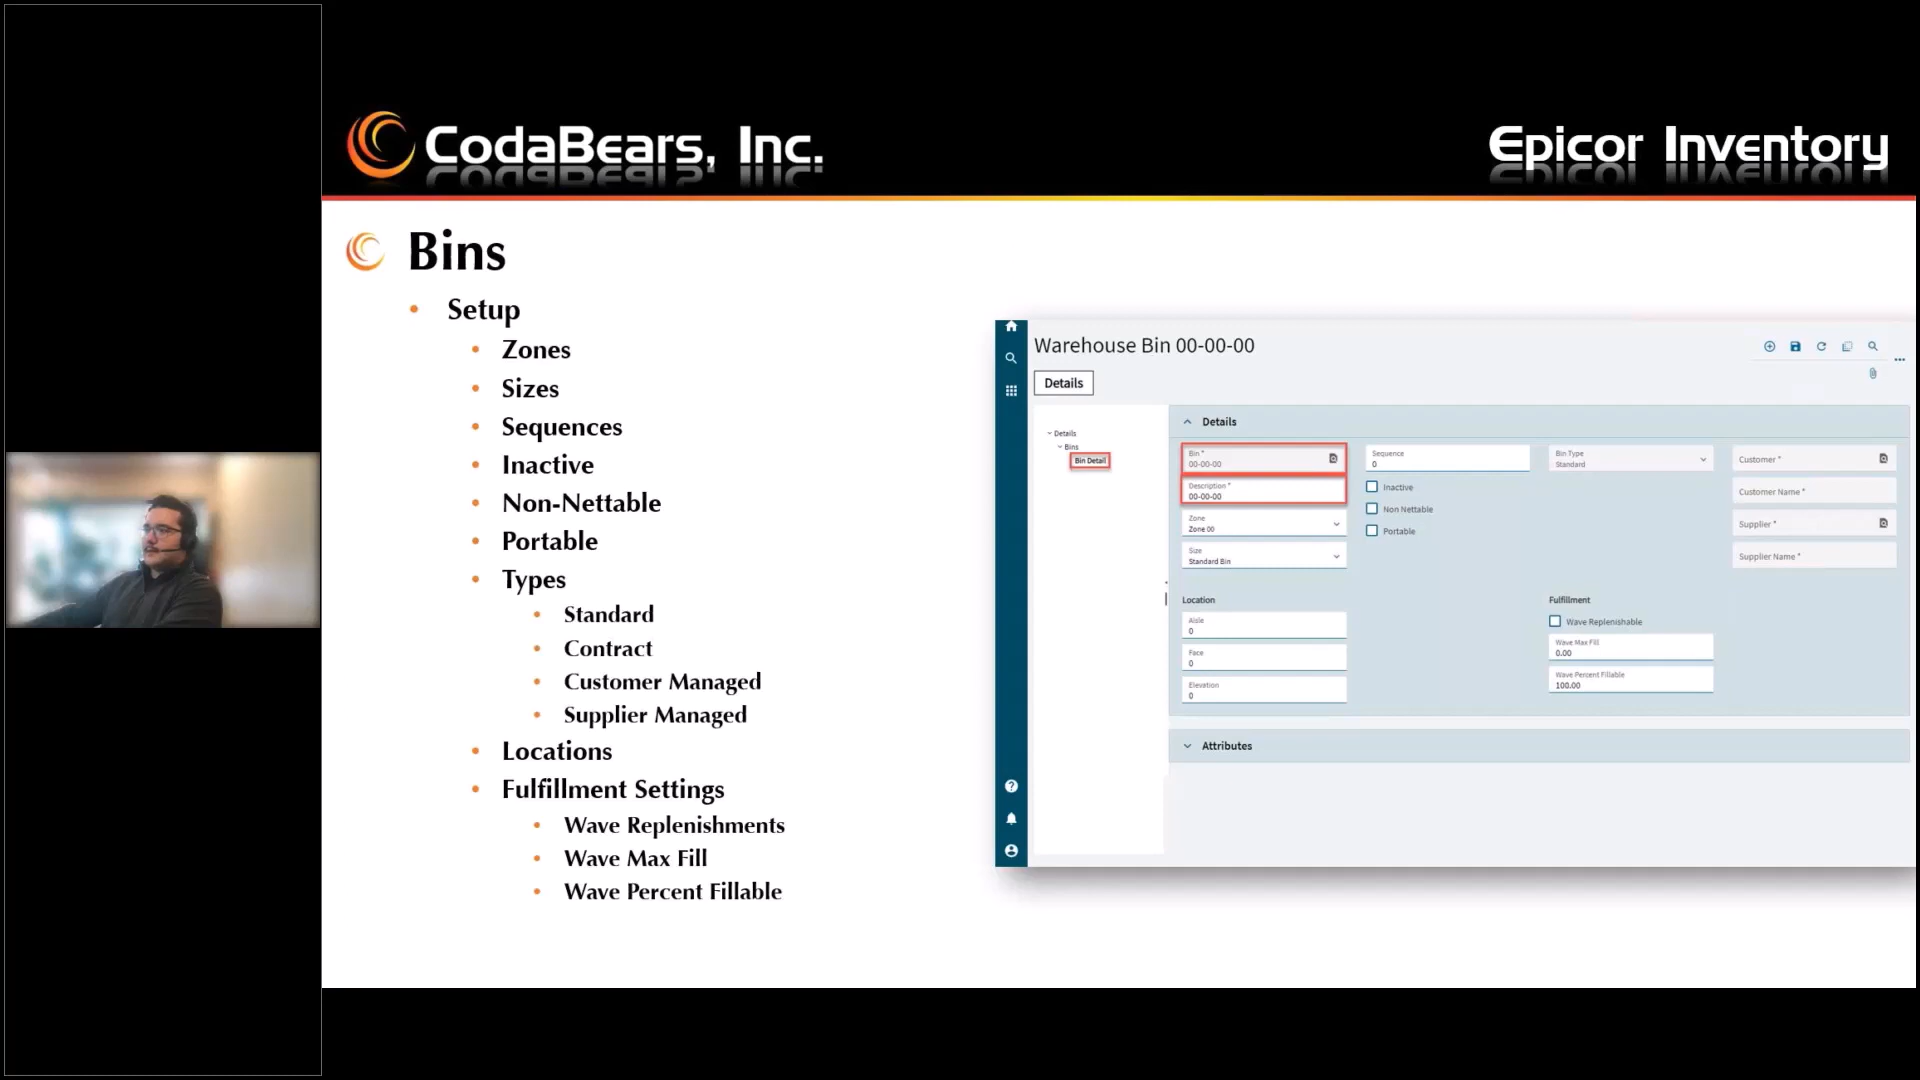 CodaBears, Inc.
Epicor Inventory
Bins
Setup
Zones
Sizes
Sequences
Inactive
Non-Nettable
Portable
Types
Standard
Contract
Customer Managed
Supplier Managed
Locations
Fulfillment Settings
Wave Replenishments
Wave Max Fill
Wave Percent Fillable
Warehouse Bin 00-00-00
Details
Details
Bins
Bin Detail
Details
Bin *
00-00-00
Description *
00-00-00
Zone
Zone 00
Size
Standard Bin
Sequence
0
Inactive
Non Nettable
Portable
Bin Type
Standard
Customer *
Customer Name *
Supplier *
Supplier Name *
Location
Aisle
0
Face
0
Elevation
0
Fulfillment
Wave Replenishable
Wave Max Fill
0.00
Wave Percent Fillable
100.00
Attributes